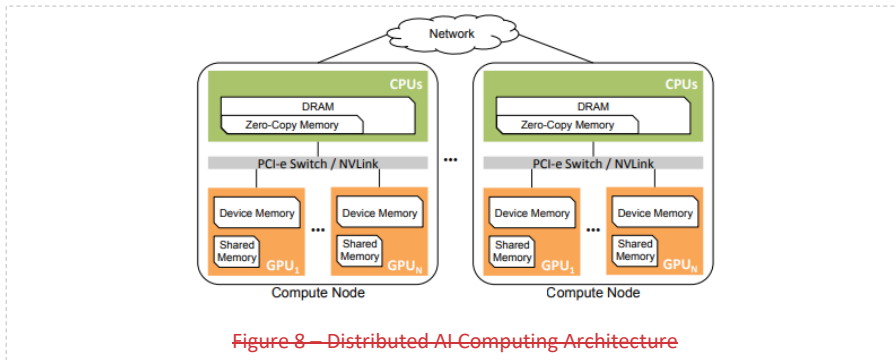 Network
CPUs
DRAM
Zero-Copy Memory
PCI-e Switch / NVLink
Device Memory
Device Memory
...
Shared Memory
GPU1
Shared Memory
GPUN
Compute Node
...
CPUs
DRAM
Zero-Copy Memory
PCI-e Switch / NVLink
Device Memory
Device Memory
...
Shared Memory
GPU1
Shared Memory
GPUN
Compute Node
Figure 8 – Distributed AI Computing Architecture